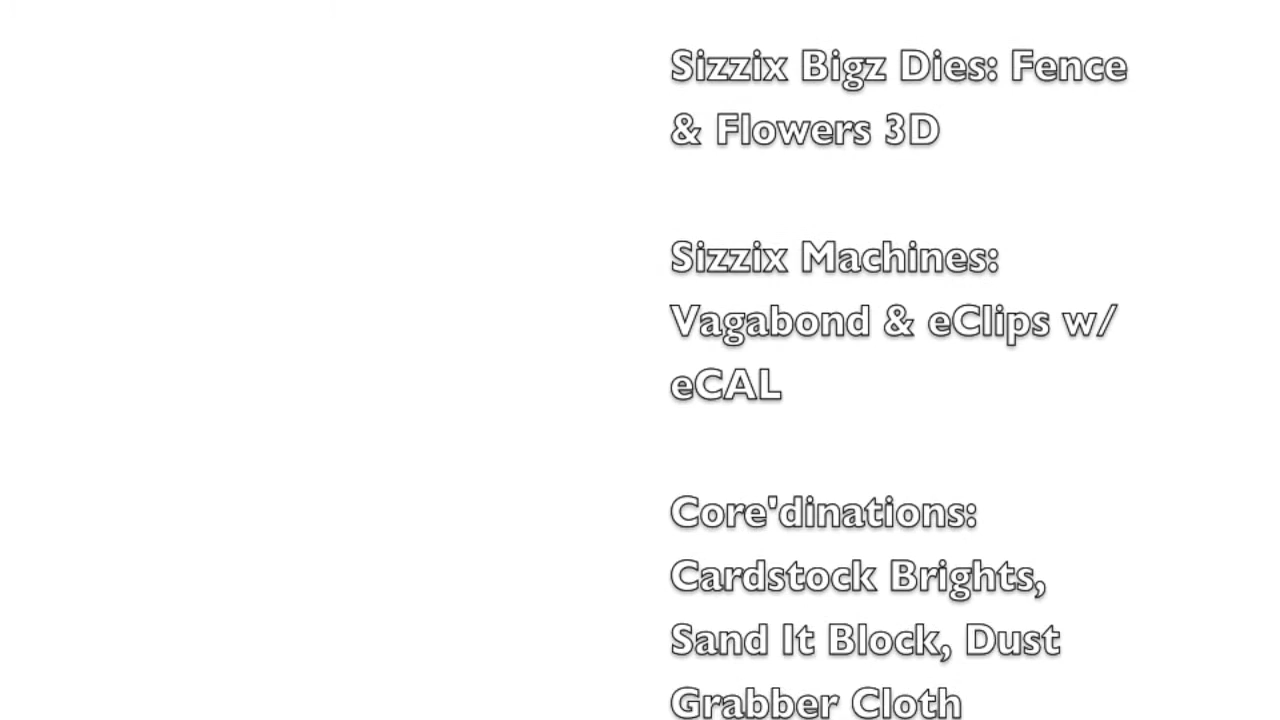 Sizzix Bigz Dies: Fence
& Flowers 3D
Sizzix Machines:
Vagabond & eClips w/
eCAL
Core'dinations:
Cardstock Brights,
Sand It Block, Dust
Grabber Cloth